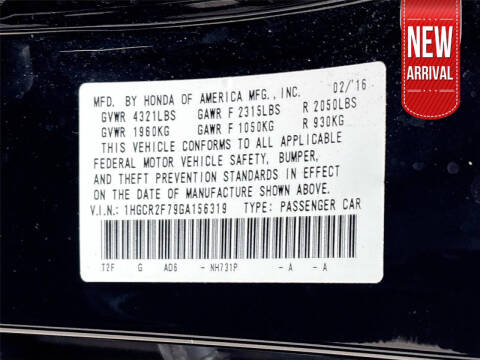 NEW
ARRIVAL
MFD. BY HONDA OF AMERICA MFG., INC. 02/'16
GVWR 4321LBS GAWR F 2315LBS R 2050LBS
GVWR 1960KG GAWR F 1050KG R 930KG
THIS VEHICLE CONFORMS TO ALL APPLICABLE
FEDERAL MOTOR VEHICLE SAFETY, BUMPER,
AND THEFT PREVENTION STANDARDS IN EFFECT
ON THE DATE OF MANUFACTURE SHOWN ABOVE.
V.I.N.: 1HGCR2F79GA156319 TYPE: PASSENGER CAR
T2F G AD6 -NH731P -A -A